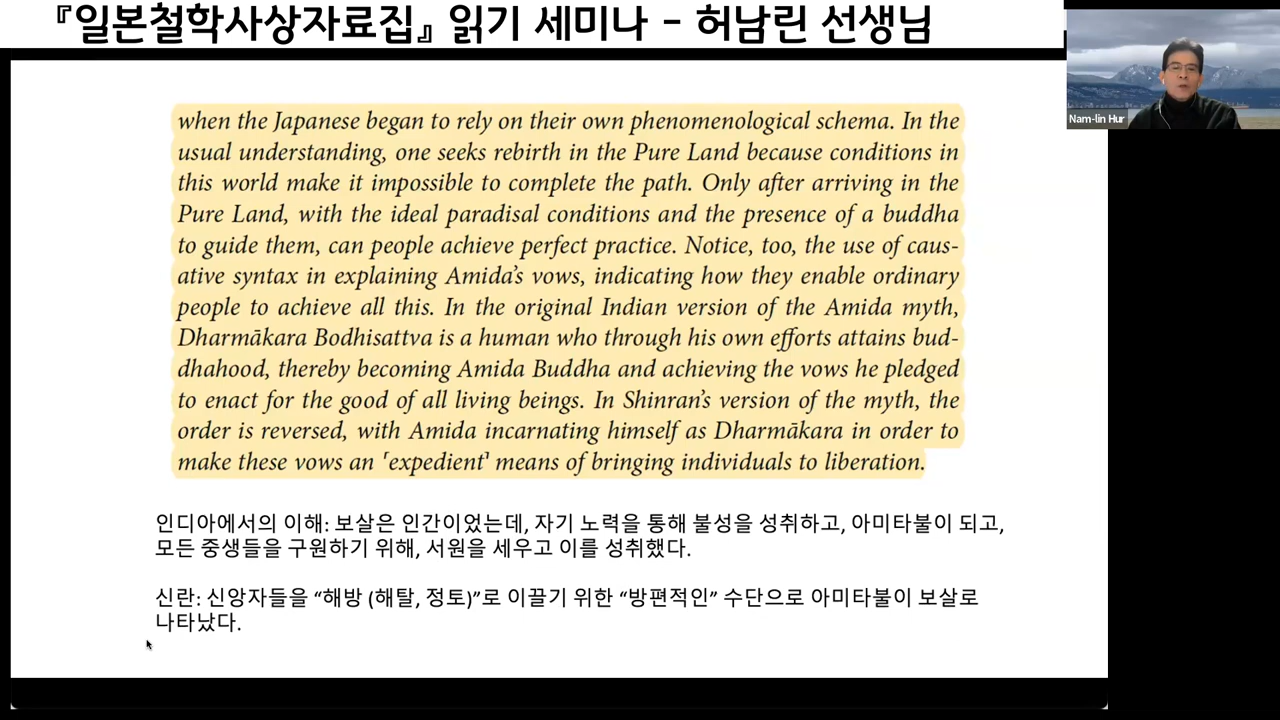 『일본철학사상자료집』 읽기 세미나 - 허남린 선생님
Nam-lin Hur
when the Japanese began to rely on their own phenomenological schema. In the
usual understanding, one seeks rebirth in the Pure Land because conditions in
this world make it impossible to complete the path. Only after arriving in the
Pure Land, with the ideal paradisal conditions and the presence of a buddha
to guide them, can people achieve perfect practice. Notice, too, the use of caus-
ative syntax in explaining Amida's vows, indicating how they enable ordinary
people to achieve all this. In the original Indian version of the Amida myth,
Dharmākara Bodhisattva is a human who through his own efforts attains bud-
dhahood, thereby becoming Amida Buddha and achieving the vows he pledged
to enact for the good of all living beings. In Shinran's version of the myth, the
order is reversed, with Amida incarnating himself as Dharmākara in order to
make these vows an ⌜expedient⌝ means of bringing individuals to liberation.
인디아에서의 이해: 보살은 인간이었는데, 자기 노력을 통해 불성을 성취하고, 아미타불이 되고,
모든 중생들을 구원하기 위해, 서원을 세우고 이를 성취했다.
신란: 신앙자들을 “해방 (해탈, 정토)”로 이끌기 위한 “방편적인” 수단으로 아미타불이 보살로
나타났다.